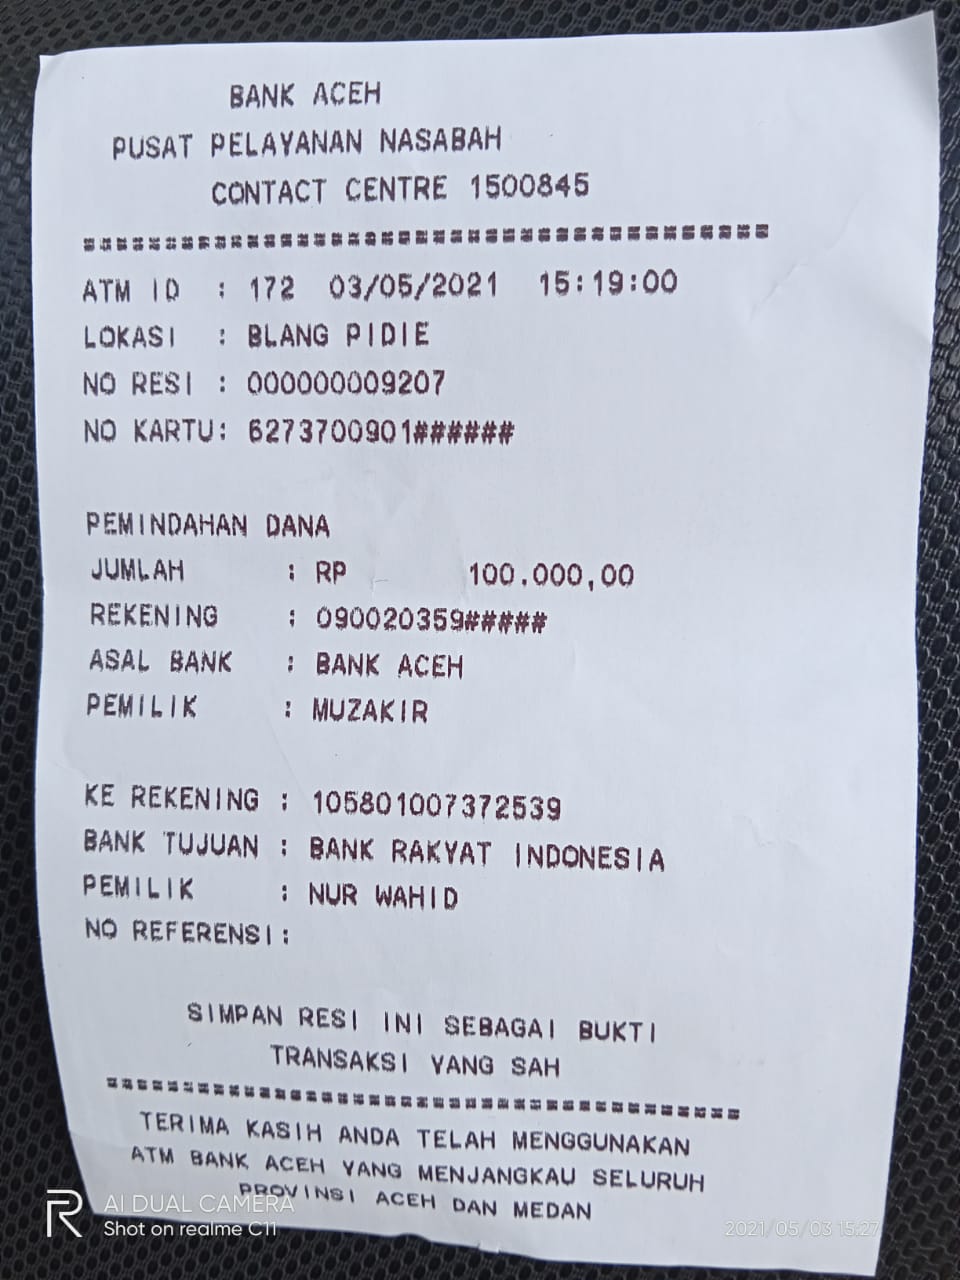 BANK ACEH
PUSAT PELAYANAN NASABAH
CONTACT CENTRE 1500845
==========================================
ATM ID : 172 03/05/2021 15:19:00
LOKASI : BLANG PIDIE
NO RESI : 000000009207
NO KARTU: 6273700901######
PEMINDAHAN DANA
JUMLAH : RP 100.000,00
REKENING : 090020359#####
ASAL BANK : BANK ACEH
PEMILIK : MUZAKIR
KE REKENING : 105801007372539
BANK TUJUAN : BANK RAKYAT INDONESIA
PEMILIK : NUR WAHID
NO REFERENSI:
SIMPAN RESI INI SEBAGAI BUKTI
TRANSAKSI YANG SAH
==========================================
TERIMA KASIH ANDA TELAH MENGGUNAKAN
ATM BANK ACEH YANG MENJANGKAU SELURUH
PROVINSI ACEH DAN MEDAN
R
AI DUAL CAMERA
Shot on realme C11
2021/05/03 15:27